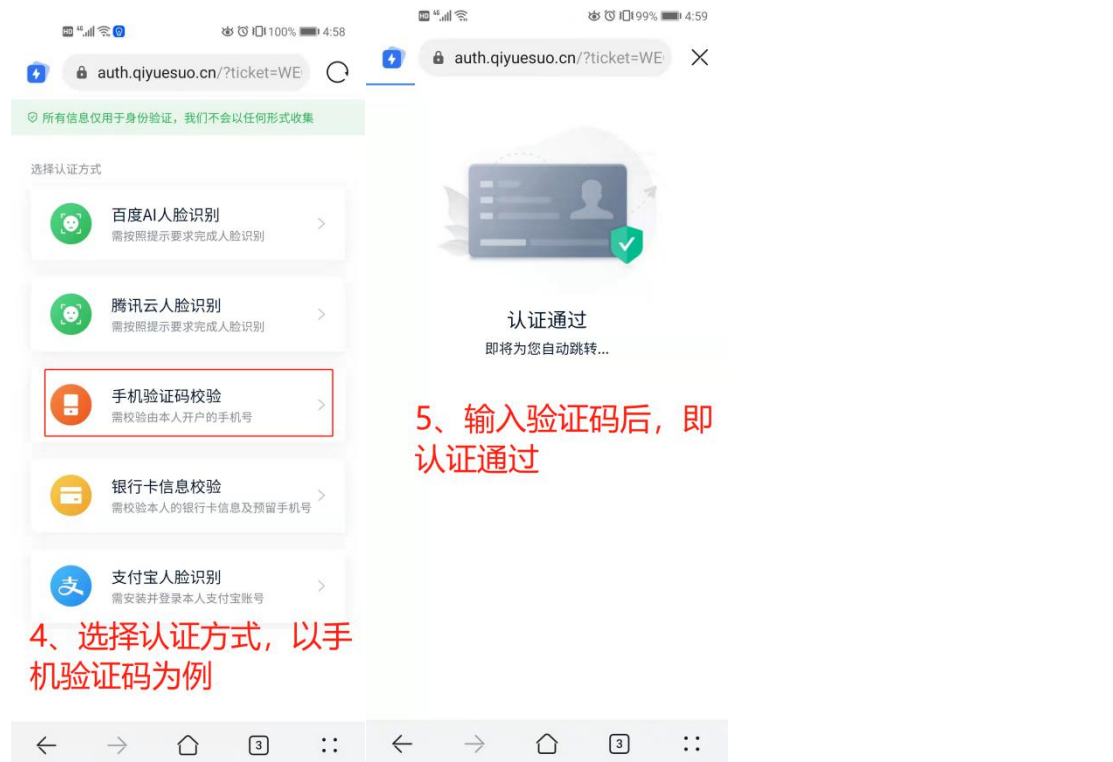 HD 4G 100% 4:58
auth.qiyuesuo.cn/?ticket=WE
所有信息仅用于身份验证，我们不会以任何形式收集
选择认证方式
百度AI人脸识别
需按照提示要求完成人脸识别
腾讯云人脸识别
需按照提示要求完成人脸识别
手机验证码校验
需校验由本人开户的手机号
银行卡信息校验
需校验本人的银行卡信息及预留手机号
支付宝人脸识别
需安装并登录本人支付宝账号
4、选择认证方式，以手
机验证码为例
3
HD 4G 99% 4:59
auth.qiyuesuo.cn/?ticket=WE
认证通过
即将为您自动跳转...
5、输入验证码后，即
认证通过
3